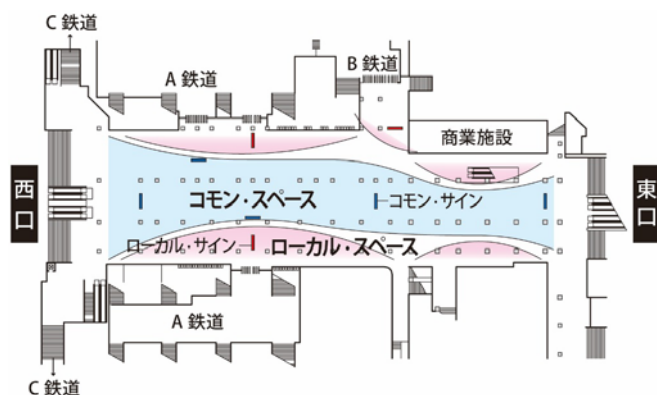 C 鉄道
A 鉄道
B 鉄道
商業施設
西口
コモン・スペース
コモン・サイン
東口
ローカル・サイン
ローカル・スペース
A 鉄道
C 鉄道